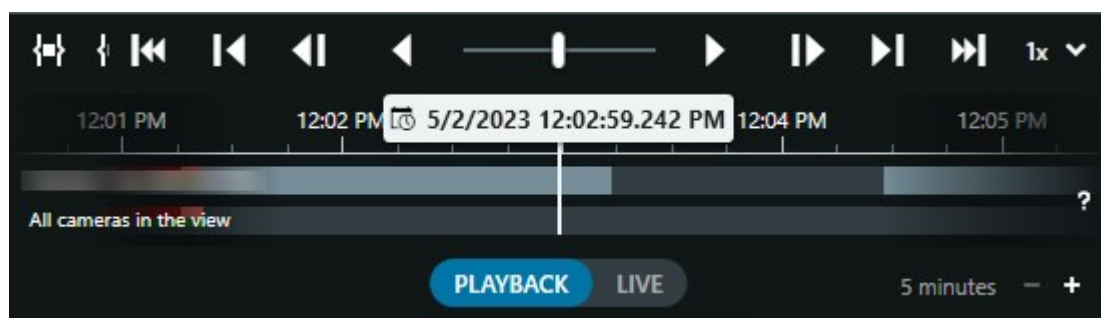 1x
12:01 PM 12:02 PM 5/2/2023 12:02:59.242 PM 12:04 PM 12:05 PM
?
All cameras in the view
PLAYBACK LIVE 5 minutes - +